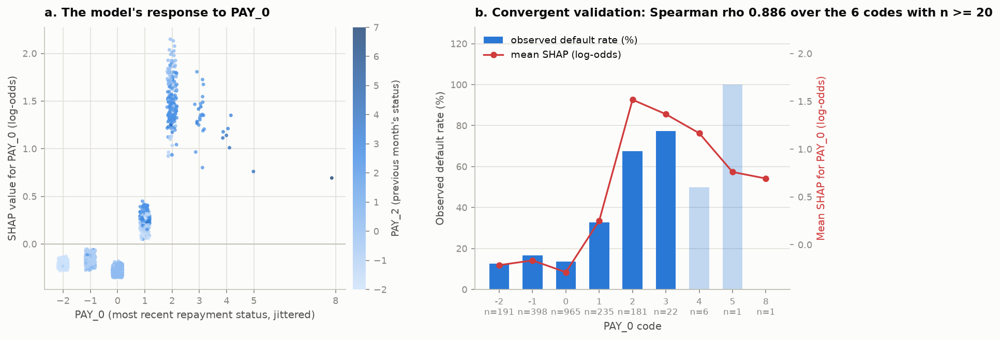 a. The model's response to PAY_0
SHAP value for PAY_0 (log-odds)
2.0
1.5
1.0
0.5
0.0
−2 −1 0 1 2 3 4 5 8
PAY_0 (most recent repayment status, jittered)
7
6
5
4
3
2
1
0
−1
−2
PAY_2 (previous month's status)
b. Convergent validation: Spearman rho 0.886 over the 6 codes with n >= 20
observed default rate (%)
mean SHAP (log-odds)
Observed default rate (%)
120
100
80
60
40
20
0
-2 -1 0 1 2 3 4 5 8
n=191 n=398 n=965 n=235 n=181 n=22 n=6 n=1 n=1
PAY_0 code
2.0
1.5
1.0
0.5
0.0
Mean SHAP for PAY_0 (log-odds)